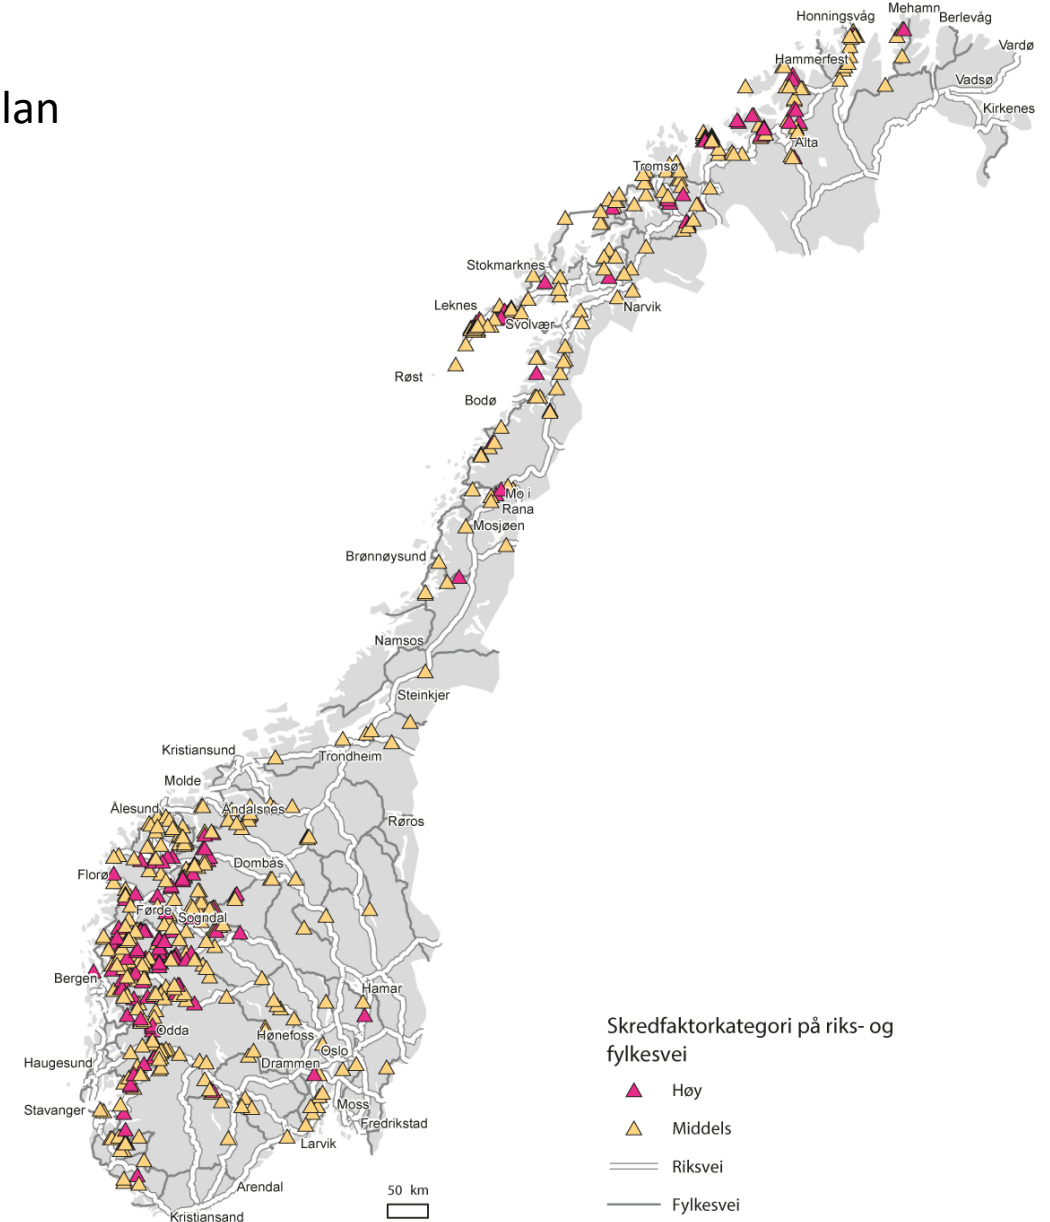 lan
Mehamn
Honningsvåg
Berlevåg
Vardø
Hammerfest
Vadsø
Kirkenes
Alta
Tromsø
Stokmarknes
Leknes
Narvik
Svolvær
Røst
Bodø
Mo i
Rana
Mosjøen
Brønnøysund
Namsos
Steinkjer
Kristiansund
Trondheim
Molde
Ålesund
Åndalsnes
Røros
Dombås
Florø
Førde
Sogndal
Bergen
Hamar
Odda
Hønefoss
Oslo
Haugesund
Drammen
Stavanger
Moss
Fredrikstad
Larvik
Arendal
Kristiansand
50 km
Skredfaktorkategori på riks- og
fylkesvei
Høy
Middels
Riksvei
Fylkesvei